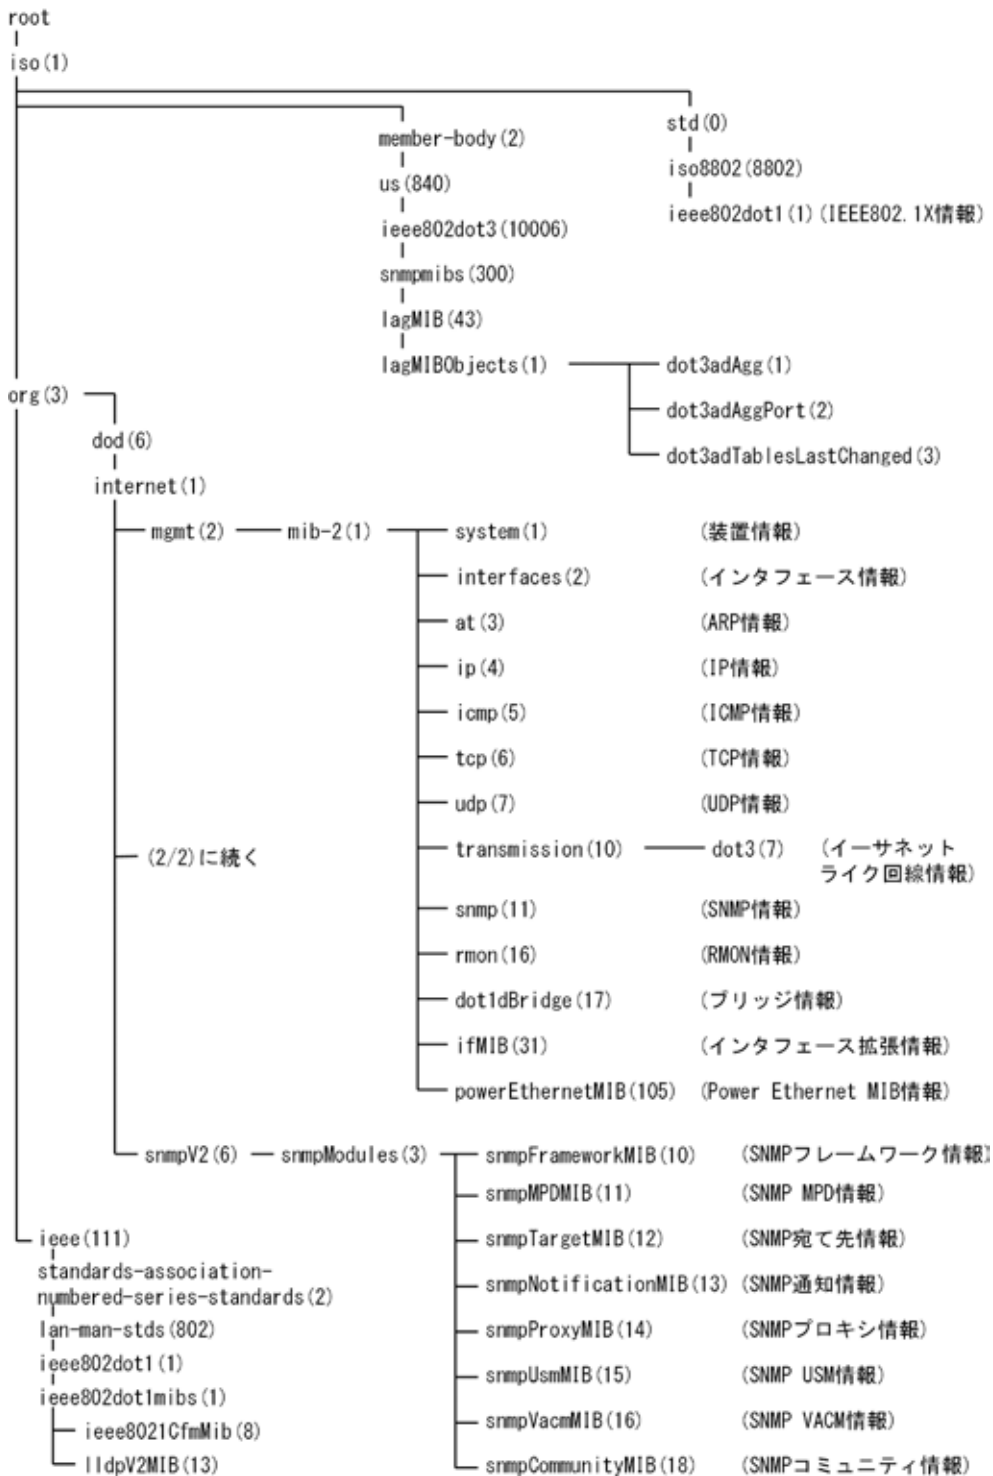 root
iso(1)
std(0)
member-body(2)
iso8802(8802)
us(840)
ieee802dot1(1)(IEEE802.1X情報)
ieee802dot3(10006)
snmpmibs(300)
lagMIB(43)
lagMIBObjects(1) dot3adAgg(1)
org(3)
dot3adAggPort(2)
dod(6)
dot3adTablesLastChanged(3)
internet(1)
mgmt(2) mib-2(1) system(1) (装置情報)
interfaces(2) (インタフェース情報)
at(3) (ARP情報)
ip(4) (IP情報)
icmp(5) (ICMP情報)
tcp(6) (TCP情報)
udp(7) (UDP情報)
(2/2)に続く
transmission(10) dot3(7) (イーサネット
ライク回線情報)
snmp(11) (SNMP情報)
rmon(16) (RMON情報)
dot1dBridge(17) (ブリッジ情報)
ifMIB(31) (インタフェース拡張情報)
powerEthernetMIB(105) (Power Ethernet MIB情報)
snmpV2(6) snmpModules(3) snmpFrameworkMIB(10) (SNMPフレームワーク情報)
snmpMPDMIB(11) (SNMP MPD情報)
ieee(111)
snmpTargetMIB(12) (SNMP宛て先情報)
standards-association-
numbered-series-standards(2)
snmpNotificationMIB(13) (SNMP通知情報)
lan-man-stds(802)
snmpProxyMIB(14) (SNMPプロキシ情報)
ieee802dot1(1)
snmpUsmMIB(15) (SNMP USM情報)
ieee802dot1mibs(1)
snmpVacmMIB(16) (SNMP VACM情報)
ieee8021CfmMib(8)
lldpV2MIB(13)
snmpCommunityMIB(18) (SNMPコミュニティ情報)